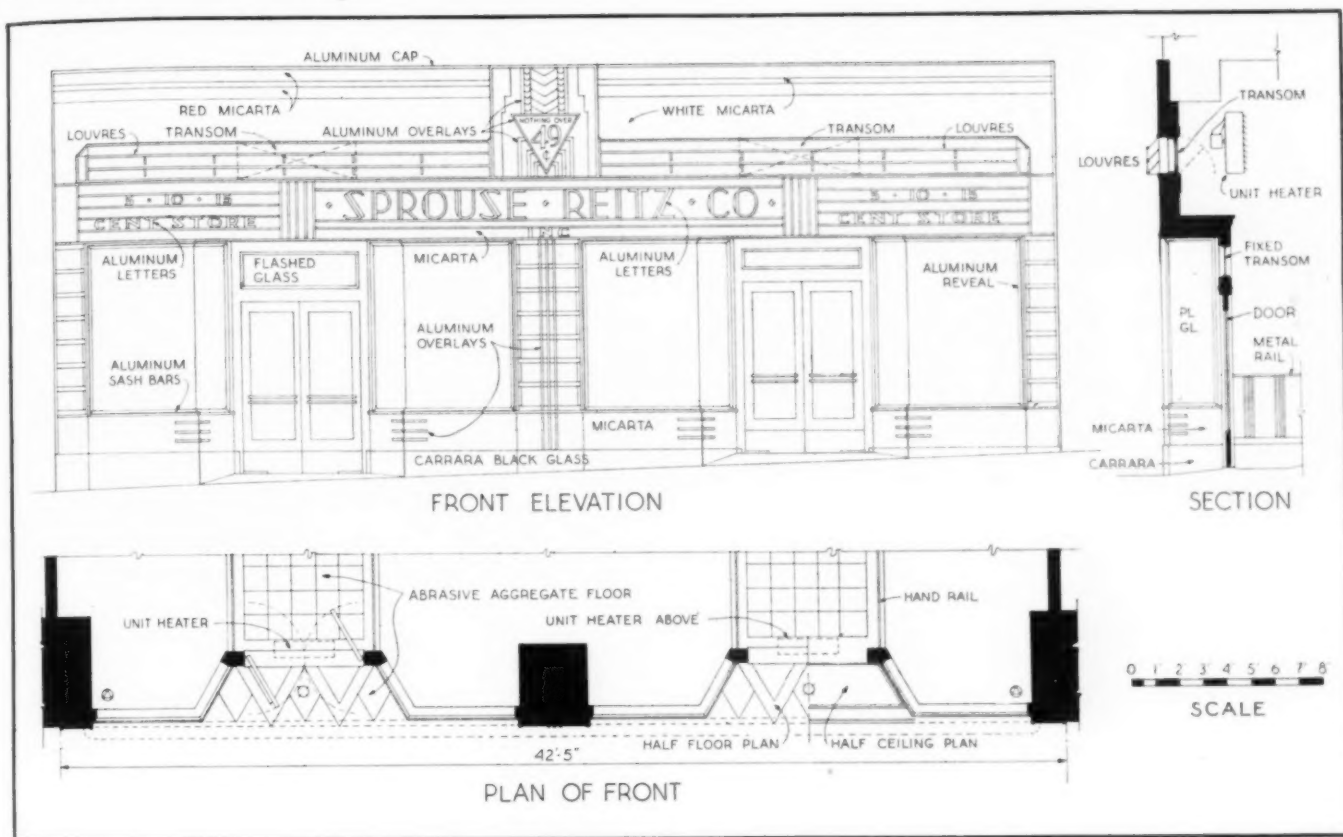 ALUMINUM CAP
RED MICARTA
WHITE MICARTA
LOUVRES
TRANSOM
ALUMINUM OVERLAYS
NOTHING OVER
49
¢
TRANSOM
LOUVRES
5 · 10 · 15
CENT STORE
· SPROUSE · REITZ · CO ·
INC
5 · 10 · 15
CENT STORE
ALUMINUM
LETTERS
FLASHED
GLASS
MICARTA
ALUMINUM
LETTERS
ALUMINUM
REVEAL
ALUMINUM
OVERLAYS
ALUMINUM
SASH BARS
MICARTA
CARRARA BLACK GLASS
FRONT ELEVATION
TRANSOM
LOUVRES
UNIT HEATER
FIXED
TRANSOM
PL
GL
DOOR
METAL
RAIL
MICARTA
CARRARA
SECTION
ABRASIVE AGGREGATE FLOOR
UNIT HEATER
UNIT HEATER ABOVE
HAND RAIL
HALF FLOOR PLAN
HALF CEILING PLAN
42'-5"
PLAN OF FRONT
0 1' 2' 3' 4' 5' 6' 7' 8'
SCALE